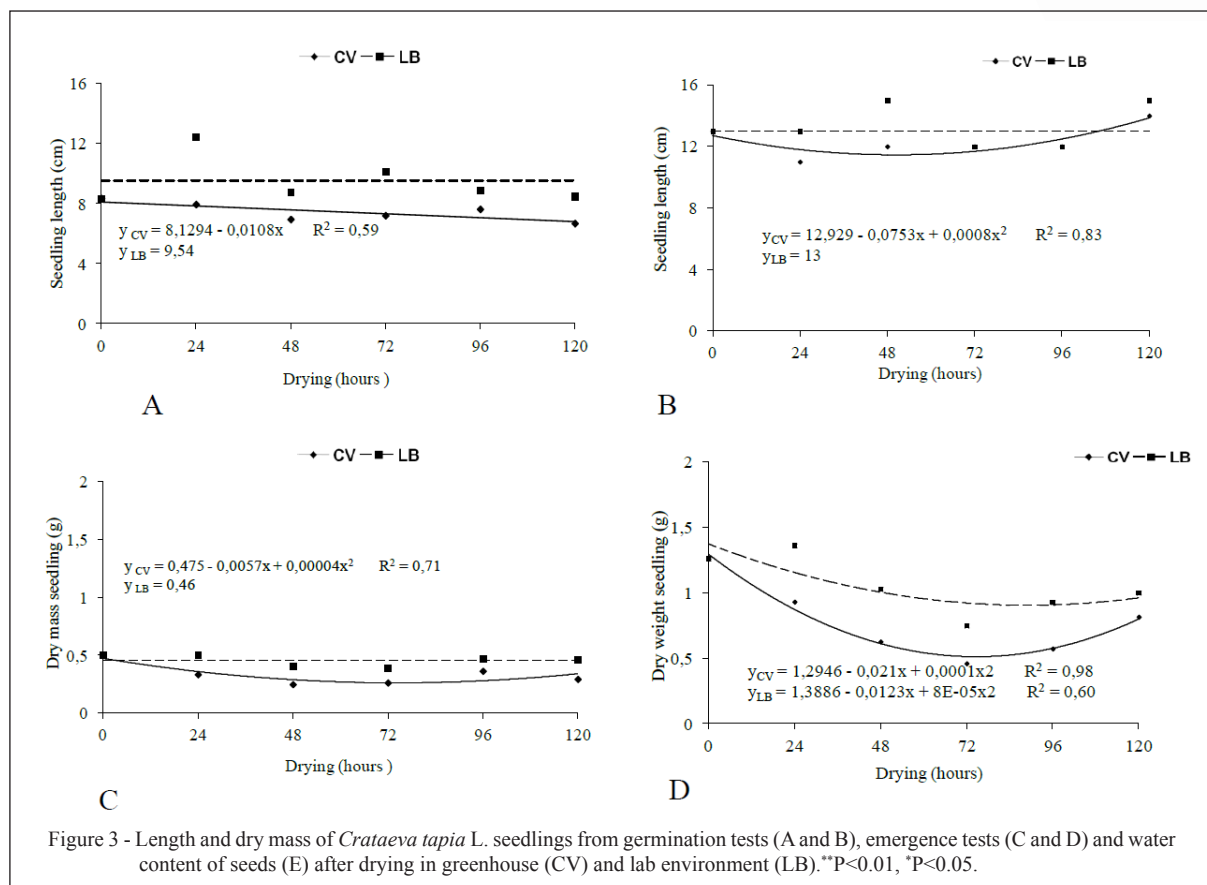 CV LB
16
12
8
4
0
Seedling length (cm)
y CV = 8,1294 - 0,0108x R² = 0,59
y LB = 9,54
0 24 48 72 96 120
Drying (hours )
A
CV LB
16
12
8
4
0
Seedling length (cm)
yCV = 12,929 - 0,0753x + 0,0008x² R² = 0,83
yLB = 13
0 24 48 72 96 120
Drying (hours)
B
CV LB
2
1,5
1
0,5
0
Dry mass seedling (g)
y CV = 0,475 - 0,0057x + 0,00004x² R² = 0,71
y LB = 0,46
0 24 48 72 96 120
Drying (hours )
C
CV LB
2
1,5
1
0,5
0
Dry weight seedling (g)
yCV = 1,2946 - 0,021x + 0,0001x2 R² = 0,98
yLB = 1,3886 - 0,0123x + 8E-05x2 R² = 0,60
0 24 48 72 96 120
Drying (hours)
D
Figure 3 - Length and dry mass of Crataeva tapia L. seedlings from germination tests (A and B), emergence tests (C and D) and water
content of seeds (E) after drying in greenhouse (CV) and lab environment (LB).**P<0.01, *P<0.05.